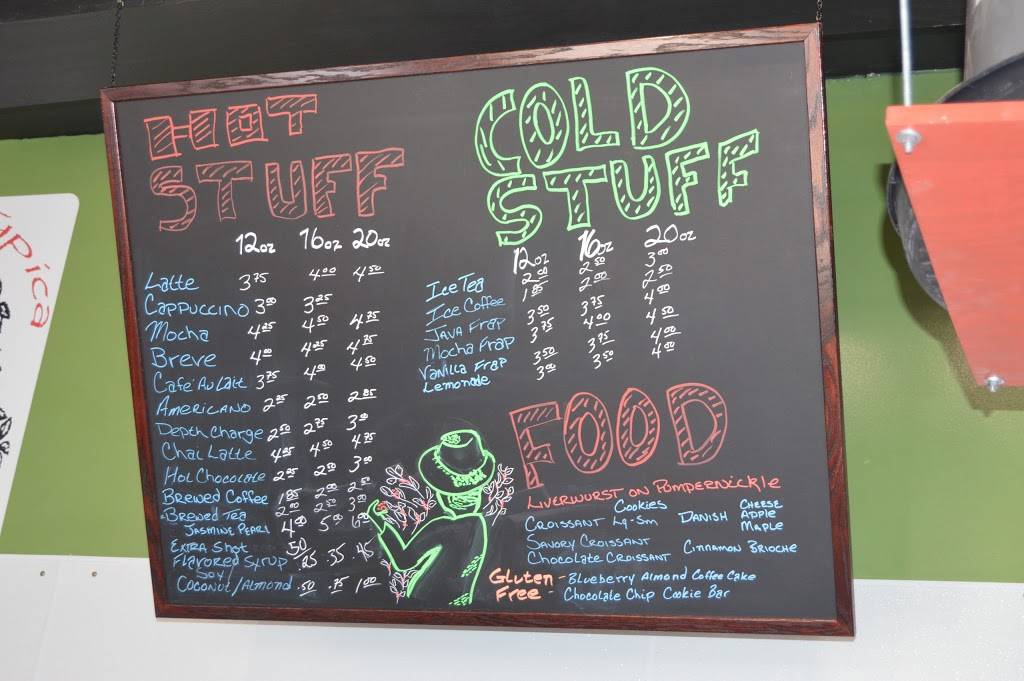 HOT
STUFF
12oz 16oz 20oz
Latte 3.75 4.00 4.50
Cappuccino 3.00 3.25
Mocha 4.25 4.50 4.75
Breve 4.00 4.25 4.75
Cafe Au Lait 3.75 4.00 4.50
Americano 2.25 2.50 2.85
Depth Charge 2.50 2.75 3.00
Chai Latte 4.25 4.50 4.75
Hot Chocolate 2.25 2.50 3.00
Brewed Coffee 1.85 2.00 2.50
Brewed Tea 2.00 2.50 3.00
Jasmine Pearl 4.00 5.00
Extra Shot .50
Flavored Syrup .25 .35 .45
Soy/
Coconut/Almond .50 .75 1.00
COLD
STUFF
12oz 16oz 20oz
Ice Tea 2.00 2.50 3.00
Ice Coffee 1.85 2.00 2.50
Java Frap 3.50 3.75 4.00
Mocha Frap 3.75 4.00
Vanilla Frap 3.50 3.75 4.00
Lemonade 3.00 3.50 4.50
FOOD
Liverwurst on Pumpernickle
Cookies
Croissant Lg-Sm
Danish Cheese
Apple
Maple
Savory Croissant
Chocolate Croissant
Cinnamon Brioche
Gluten
Free
- Blueberry Almond Coffee Cake
- Chocolate Chip Cookie Bar